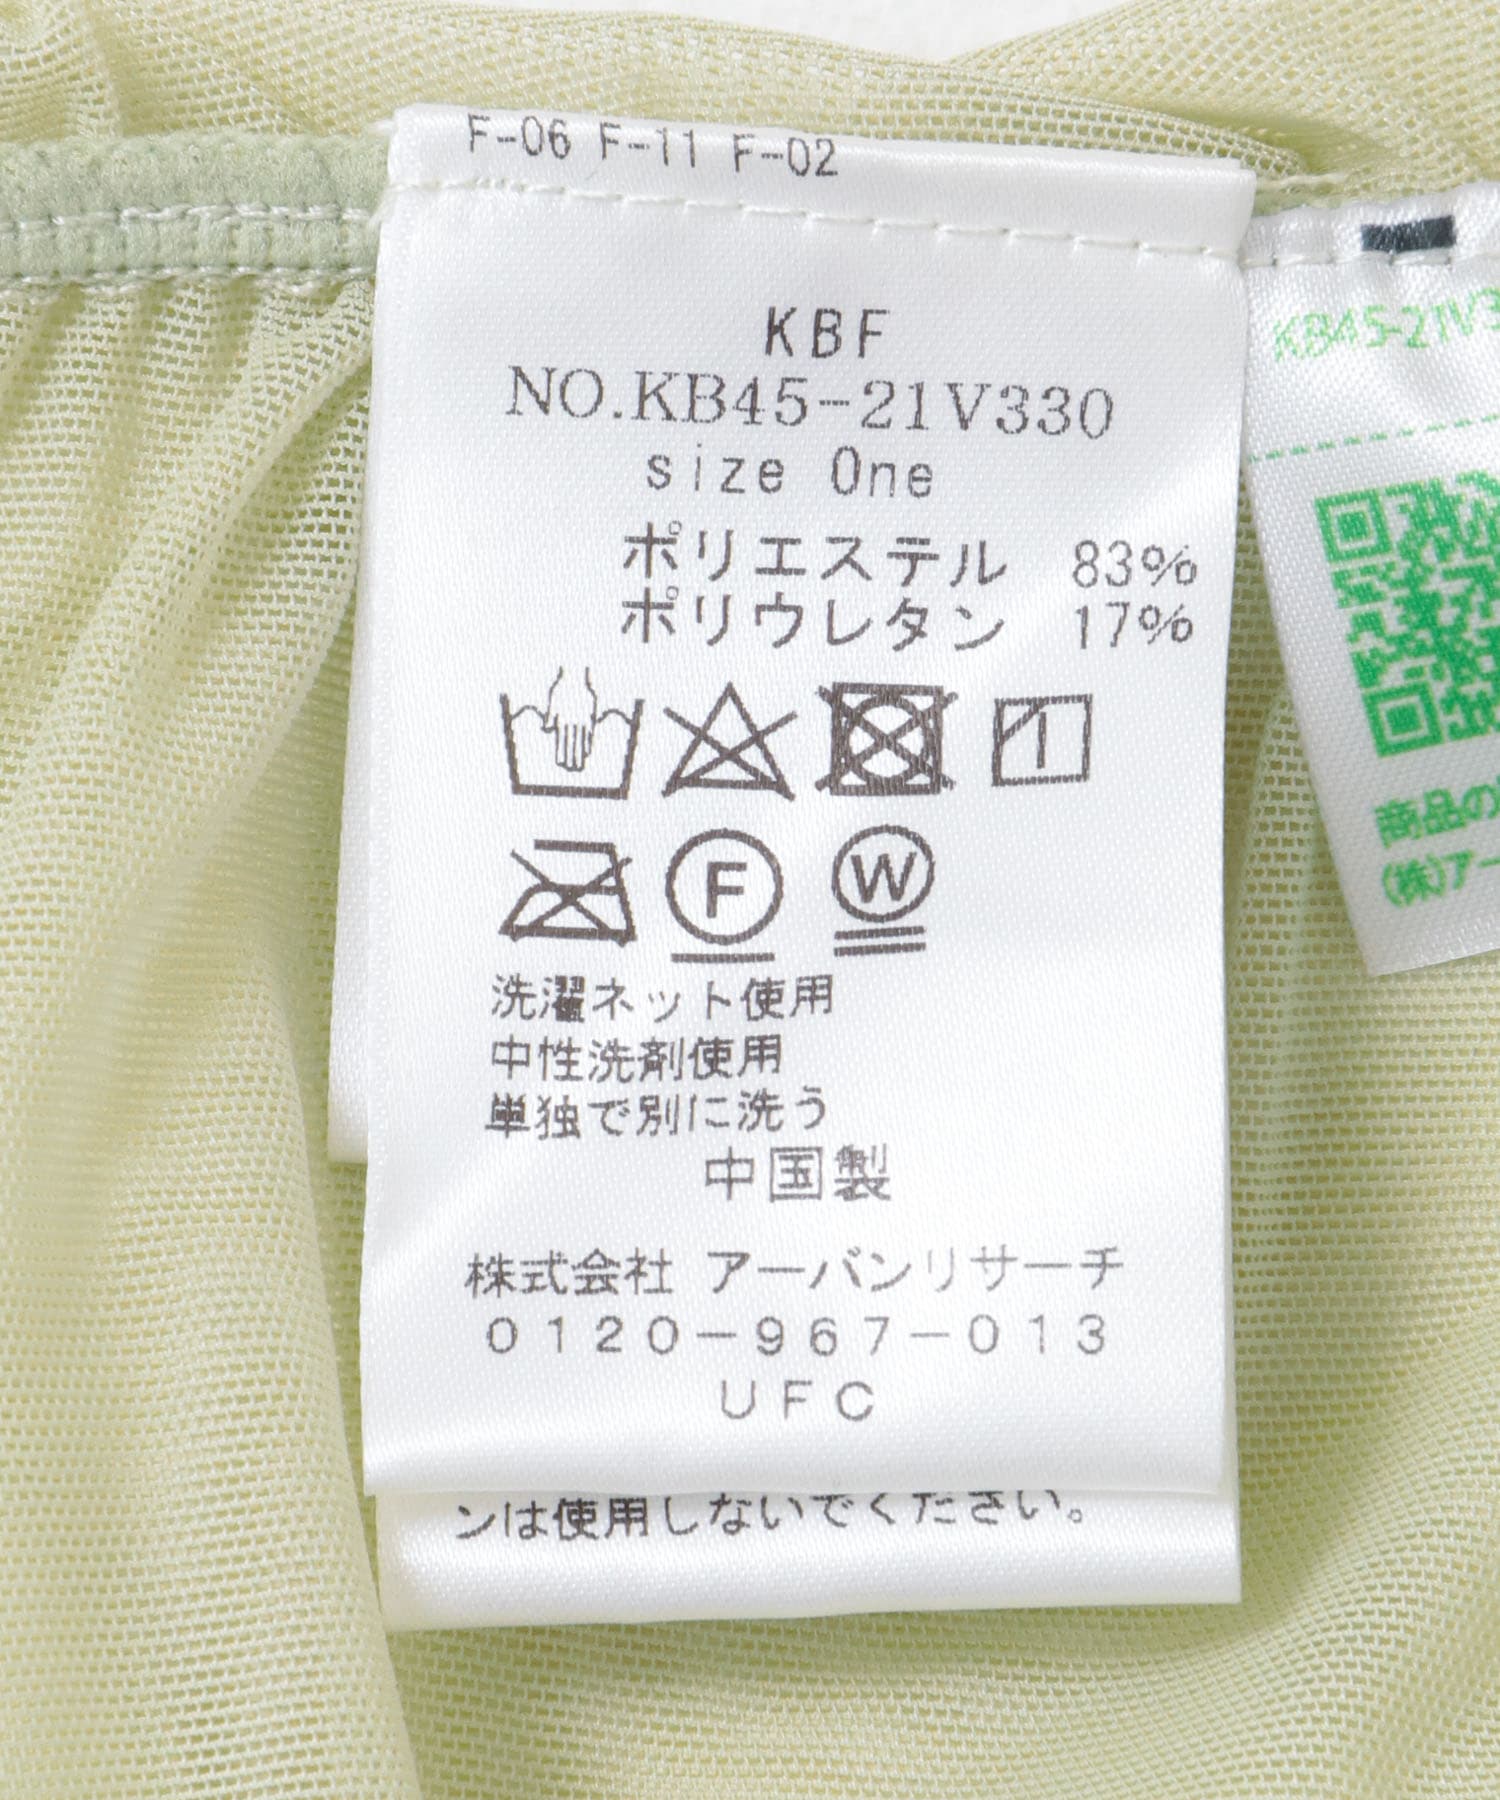 F-06 F-11 F-02
KBF
NO.KB45-21V330
size One
ポリエステル 83%
ポリウレタン 17%
F
W
洗濯ネット使用
中性洗剤使用
単独で別に洗う
中国製
株式会社 アーバンリサーチ
0120-967-013
UFC
ンは使用しないでください。
KB45-21V3
商品の
(株)アー